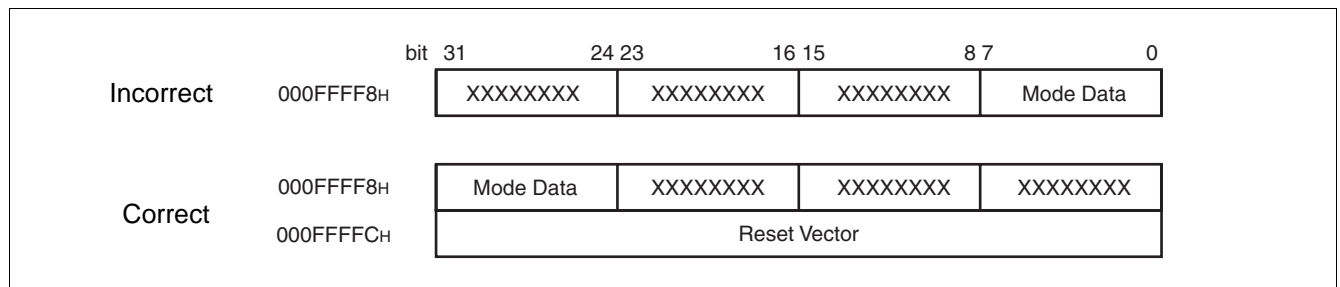 bit 31 24 23 16 15 8 7 0
Incorrect 000FFFF8H XXXXXXXX XXXXXXXX XXXXXXXX Mode Data
000FFFF8H Mode Data XXXXXXXX XXXXXXXX XXXXXXXX
Correct
000FFFFCH Reset Vector